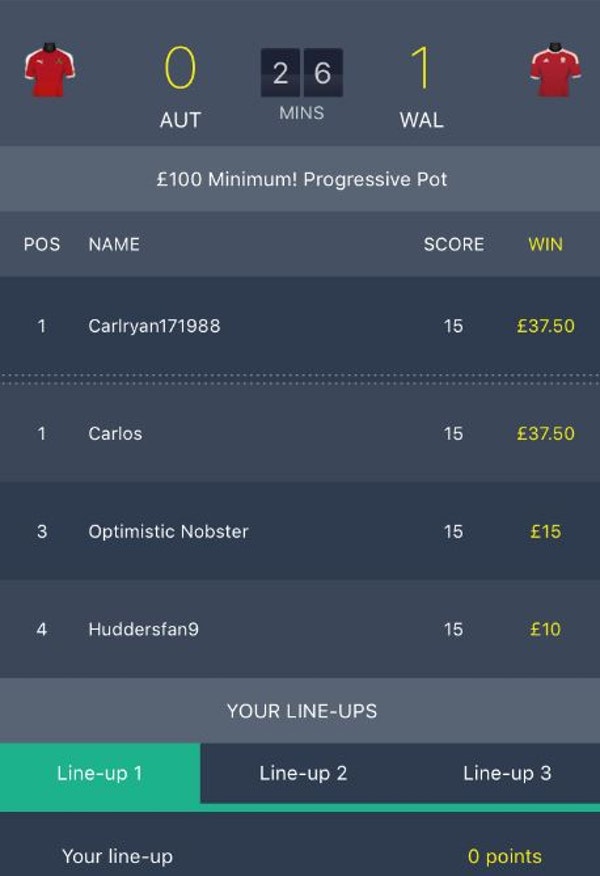 0 2 6 1
AUT MINS WAL
£100 Minimum! Progressive Pot
POS NAME SCORE WIN
1 Carlryan171988 15 £37.50
1 Carlos 15 £37.50
3 Optimistic Nobster 15 £15
4 Huddersfan9 15 £10
YOUR LINE-UPS
Line-up 1 Line-up 2 Line-up 3
Your line-up 0 points